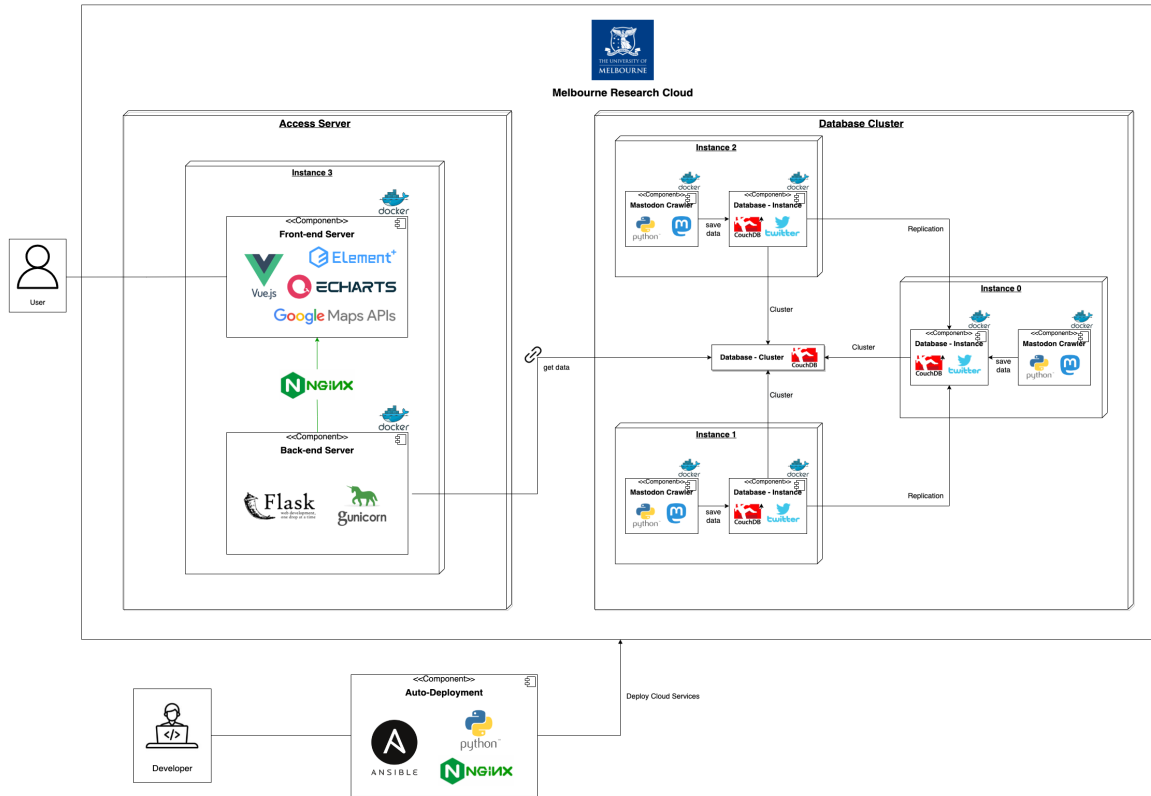 THE UNIVERSITY OF
MELBOURNE
Melbourne Research Cloud
Access Server
Instance 3
docker
<<Component>>
Front-end Server
Vue.js
Element+
ECHARTS
Google Maps APIs
NGINX
docker
<<Component>>
Back-end Server
Flask
web development,
one drop at a time
gunicorn
User
get data
Database Cluster
Instance 2
docker
docker
<<Component>>
Mastodon Crawler
python
save
data
<<Component>>
Database - Instance
CouchDB
twitter
Replication
Cluster
Instance 0
docker
docker
<<Component>>
Database - Instance
CouchDB
twitter
save
data
<<Component>>
Mastodon Crawler
python
Cluster
Database - Cluster
CouchDB
Cluster
Instance 1
docker
docker
<<Component>>
Mastodon Crawler
python
save
data
<<Component>>
Database - Instance
CouchDB
twitter
Replication
Developer
<<Component>>
Auto-Deployment
ANSIBLE
python
NGINX
Deploy Cloud Services